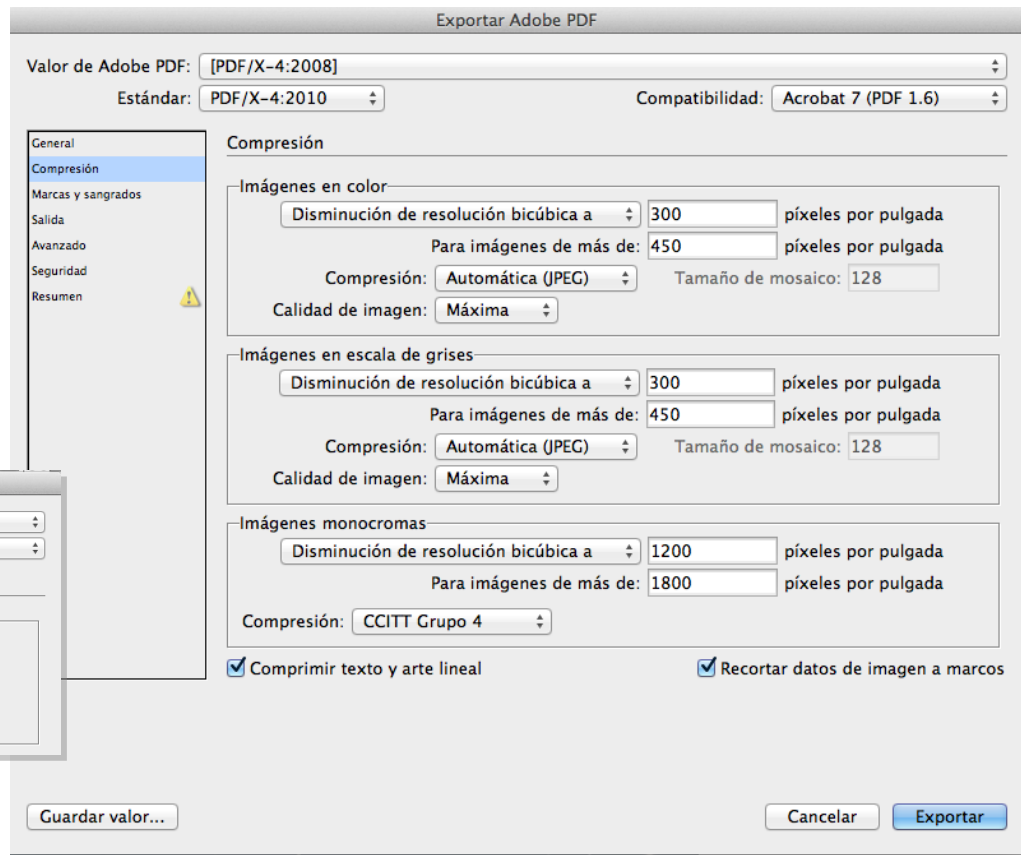 Exportar Adobe PDF
Valor de Adobe PDF: [PDF/X-4:2008]
Estándar: PDF/X-4:2010 Compatibilidad: Acrobat 7 (PDF 1.6)
General
Compresión
Marcas y sangrados
Salida
Avanzado
Seguridad
Resumen
Compresión
Imágenes en color
Disminución de resolución bicúbica a 300 píxeles por pulgada
Para imágenes de más de: 450 píxeles por pulgada
Compresión: Automática (JPEG) Tamaño de mosaico: 128
Calidad de imagen: Máxima
Imágenes en escala de grises
Disminución de resolución bicúbica a 300 píxeles por pulgada
Para imágenes de más de: 450 píxeles por pulgada
Compresión: Automática (JPEG) Tamaño de mosaico: 128
Calidad de imagen: Máxima
Imágenes monocromas
Disminución de resolución bicúbica a 1200 píxeles por pulgada
Para imágenes de más de: 1800 píxeles por pulgada
Compresión: CCITT Grupo 4
Comprimir texto y arte lineal Recortar datos de imagen a marcos
Guardar valor... Cancelar Exportar